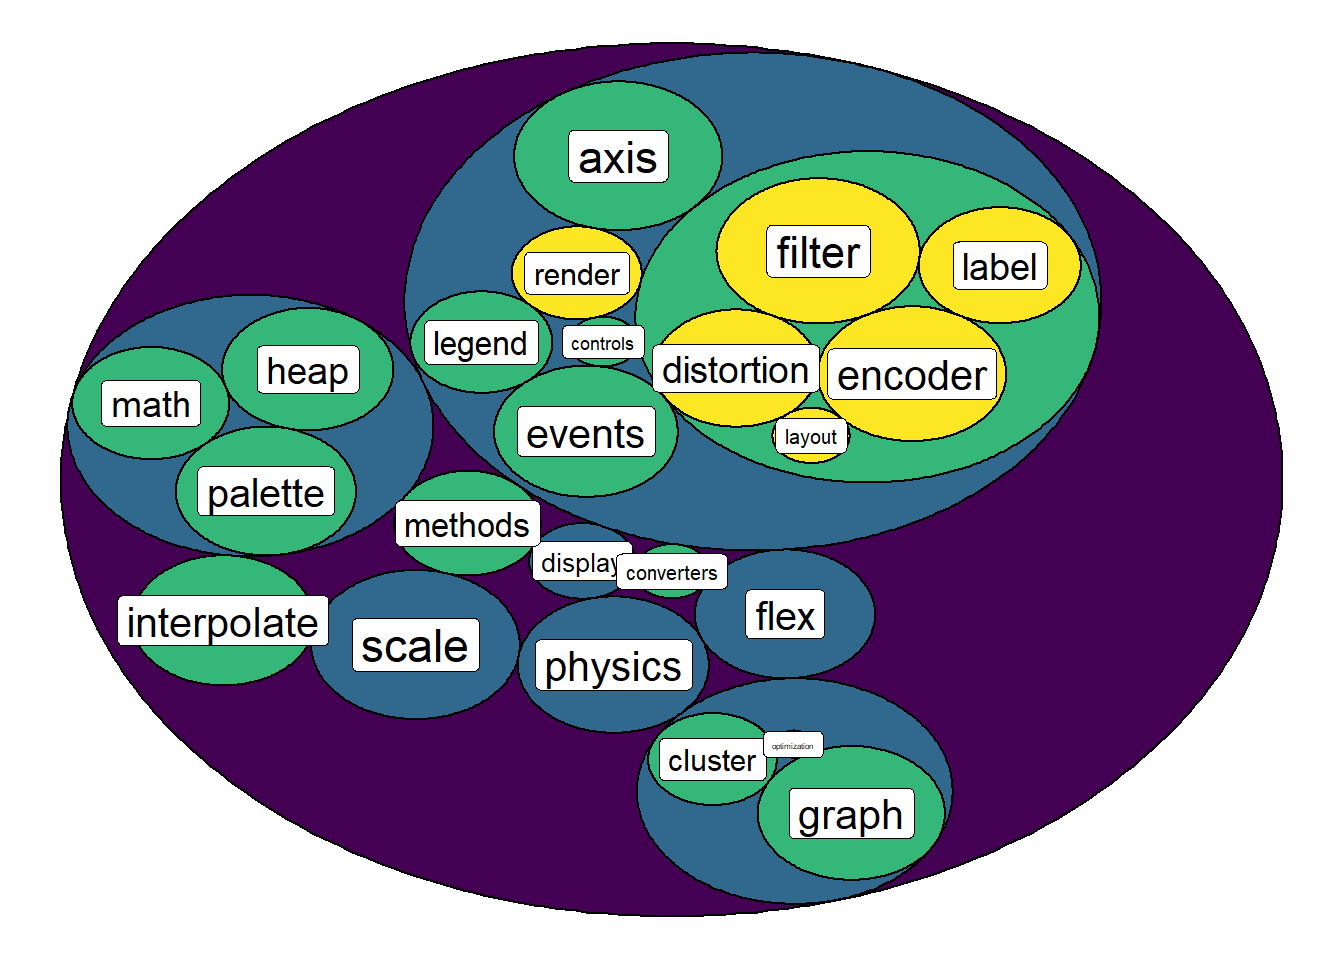 axis
filter
label
render
legend
controls
distortion
encoder
heap
math
events
layout
palette
methods
display
converters
interpolate
flex
scale
physics
optimization
cluster
graph